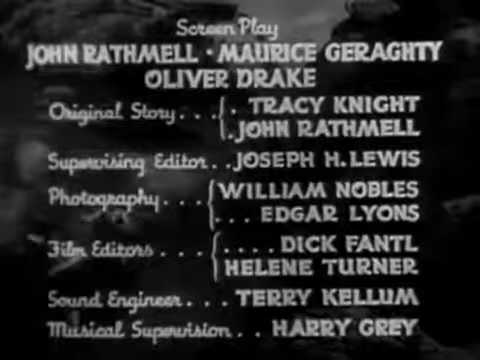 Screen Play
JOHN RATHMELL · MAURICE GERAGHTY
OLIVER DRAKE
Original Story . . . { . TRACY KNIGHT
. JOHN RATHMELL
Supervising Editor . . JOSEPH H. LEWIS
Photography . . . { WILLIAM NOBLES
. . . EDGAR LYONS
Film Editors . . . { . . . . DICK FANTL
HELENE TURNER
Sound Engineer . . . TERRY KELLUM
Musical Supervision . . HARRY GREY